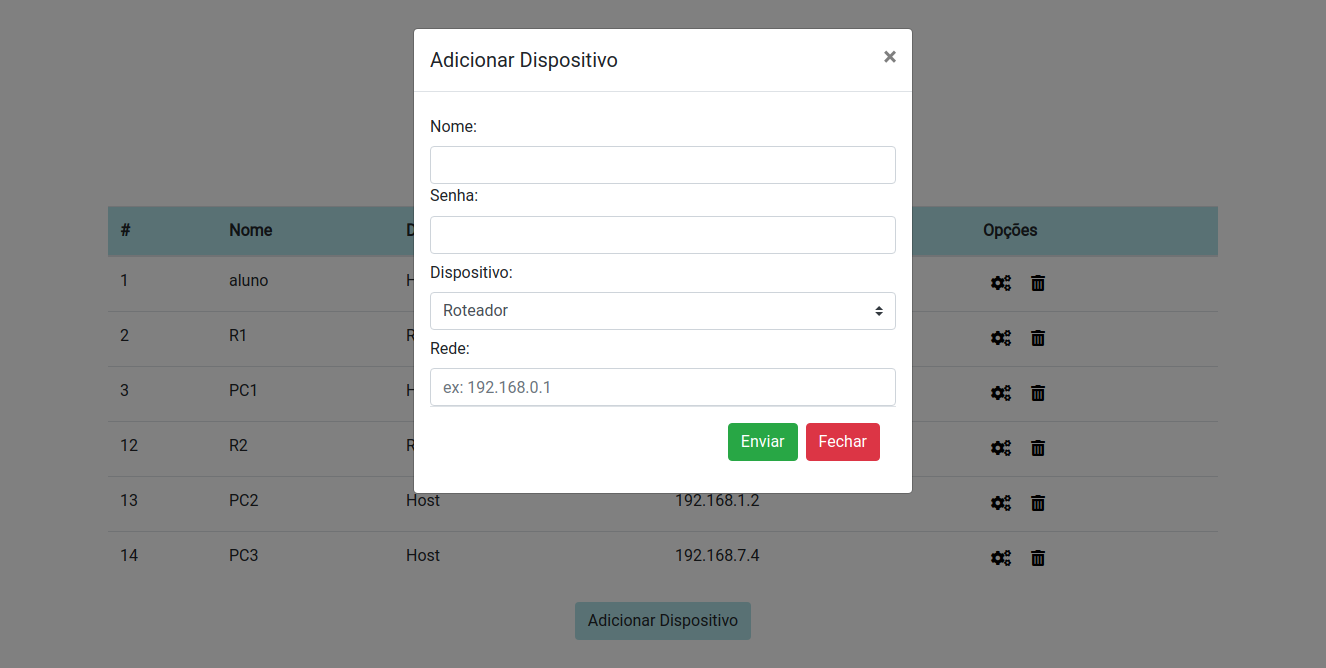 Adicionar Dispositivo ×
Nome:
Senha:
Dispositivo:
Roteador
Rede:
ex: 192.168.0.1
Enviar Fechar
# Nome Opções
1 aluno
2 R1
3 PC1
12 R2
13 PC2 Host 192.168.1.2
14 PC3 Host 192.168.7.4
Adicionar Dispositivo